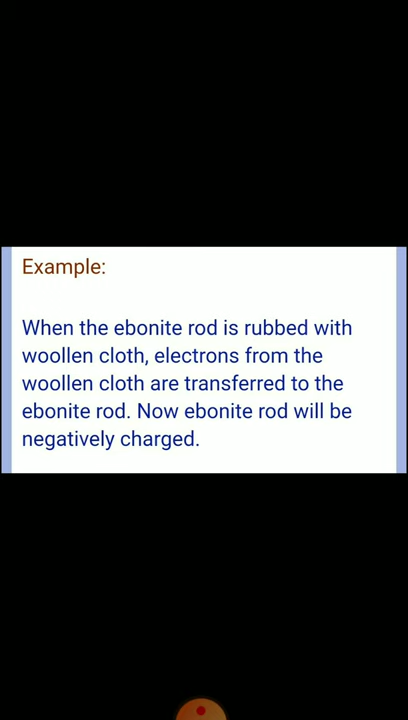 Example:
When the ebonite rod is rubbed with
woollen cloth, electrons from the
woollen cloth are transferred to the
ebonite rod. Now ebonite rod will be
negatively charged.